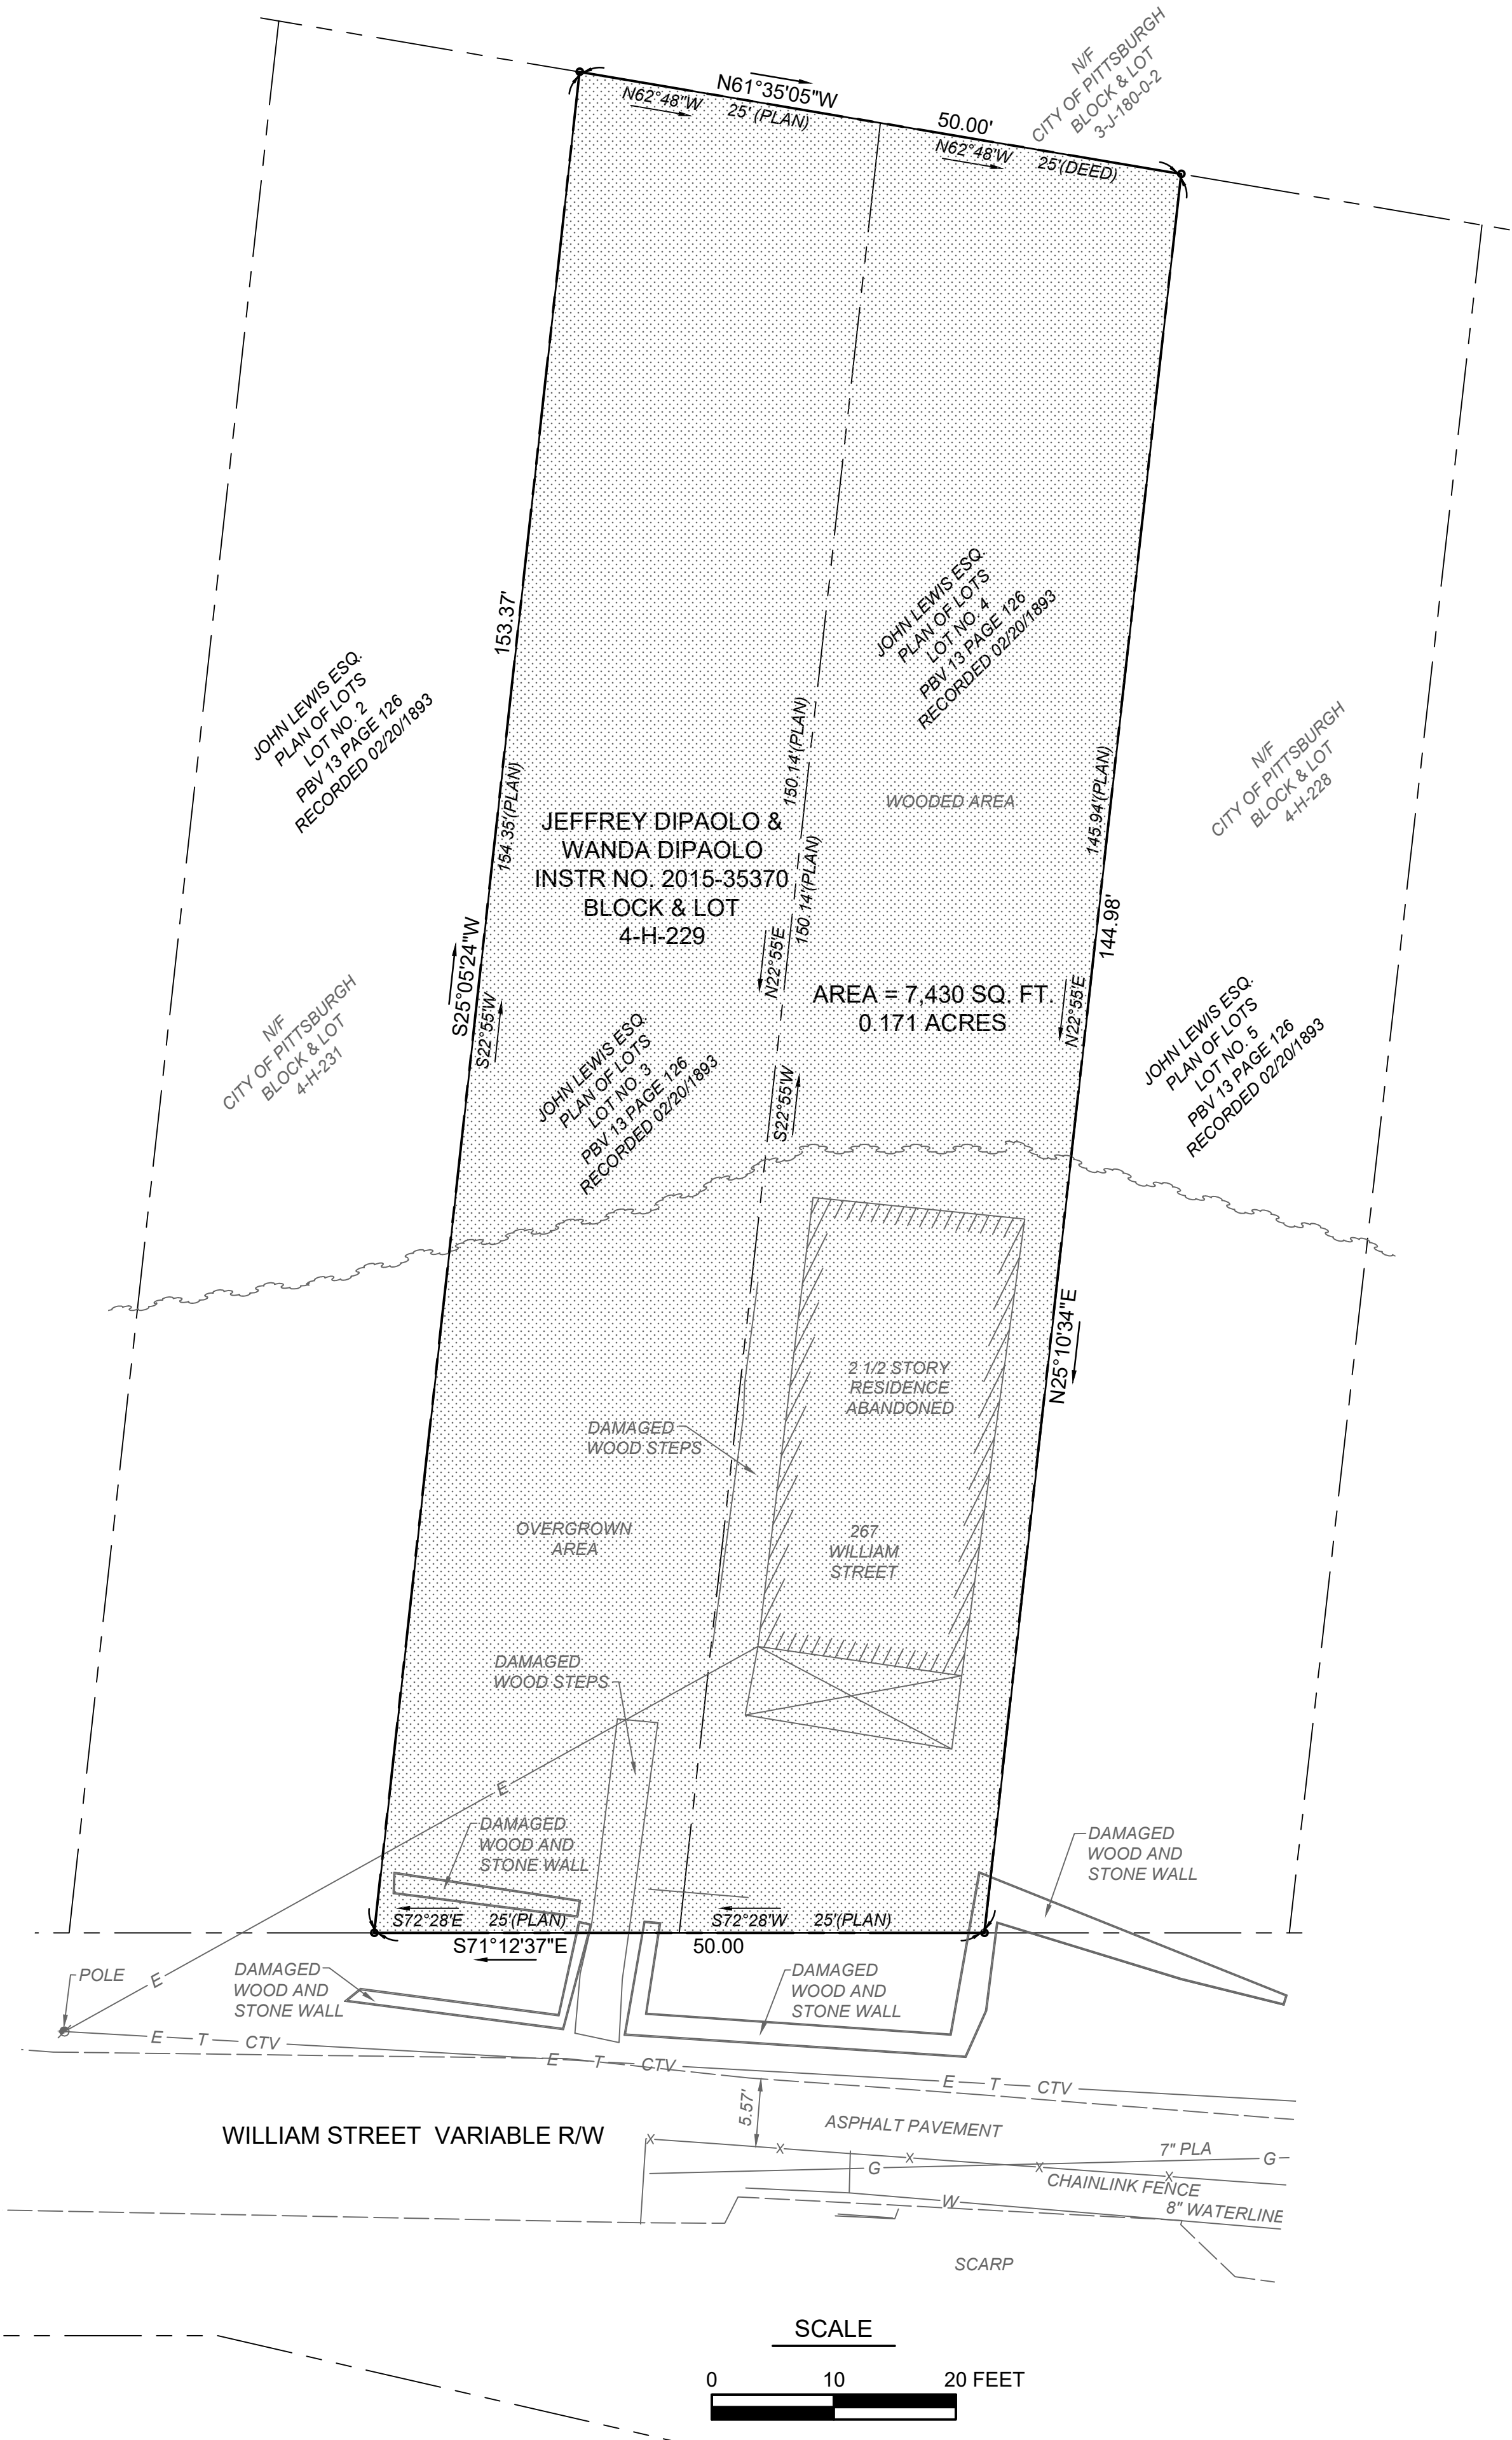 N/F
CITY OF PITTSBURGH
BLOCK & LOT
3-J-180-0-2
N61°35'05"W
50.00'
N62°48"W
25' (PLAN)
N62°48'W
25'(DEED)
153.37'
154.35'(PLAN)
S25°05'24"W
S22°55'W
JOHN LEWIS ESQ.
PLAN OF LOTS
LOT NO. 2
PBV 13 PAGE 126
RECORDED 02/20/1893
JOHN LEWIS ESQ.
PLAN OF LOTS
LOT NO. 4
PBV 13 PAGE 126
RECORDED 02/20/1893
150.14'(PLAN)
150.14'(PLAN)
WOODED AREA
145.94'(PLAN)
144.98'
N/F
CITY OF PITTSBURGH
BLOCK & LOT
4-H-228
JEFFREY DIPAOLO &
WANDA DIPAOLO
INSTR NO. 2015-35370
BLOCK & LOT
4-H-229
N22°55'E
S22°55'W
AREA = 7,430 SQ. FT.
0.171 ACRES
N22°55'E
N/F
CITY OF PITTSBURGH
BLOCK & LOT
4-H-231
JOHN LEWIS ESQ.
PLAN OF LOTS
LOT NO. 3
PBV 13 PAGE 126
RECORDED 02/20/1893
JOHN LEWIS ESQ.
PLAN OF LOTS
LOT NO. 5
PBV 13 PAGE 126
RECORDED 02/20/1893
N25°10'34"E
2 1/2 STORY
RESIDENCE
ABANDONED
DAMAGED
WOOD STEPS
OVERGROWN
AREA
267
WILLIAM
STREET
DAMAGED
WOOD STEPS
E
DAMAGED
WOOD AND
STONE WALL
DAMAGED
WOOD AND
STONE WALL
S72°28'E
25'(PLAN)
S72°28'W
25'(PLAN)
S71°12'37"E
50.00
POLE
E
DAMAGED
WOOD AND
STONE WALL
DAMAGED
WOOD AND
STONE WALL
E T CTV
E T CTV
E T CTV
5.57'
WILLIAM STREET VARIABLE R/W
ASPHALT PAVEMENT
X X X X X
7" PLA
G G
CHAINLINK FENCE
W
8" WATERLINE
SCARP
SCALE
0 10 20 FEET